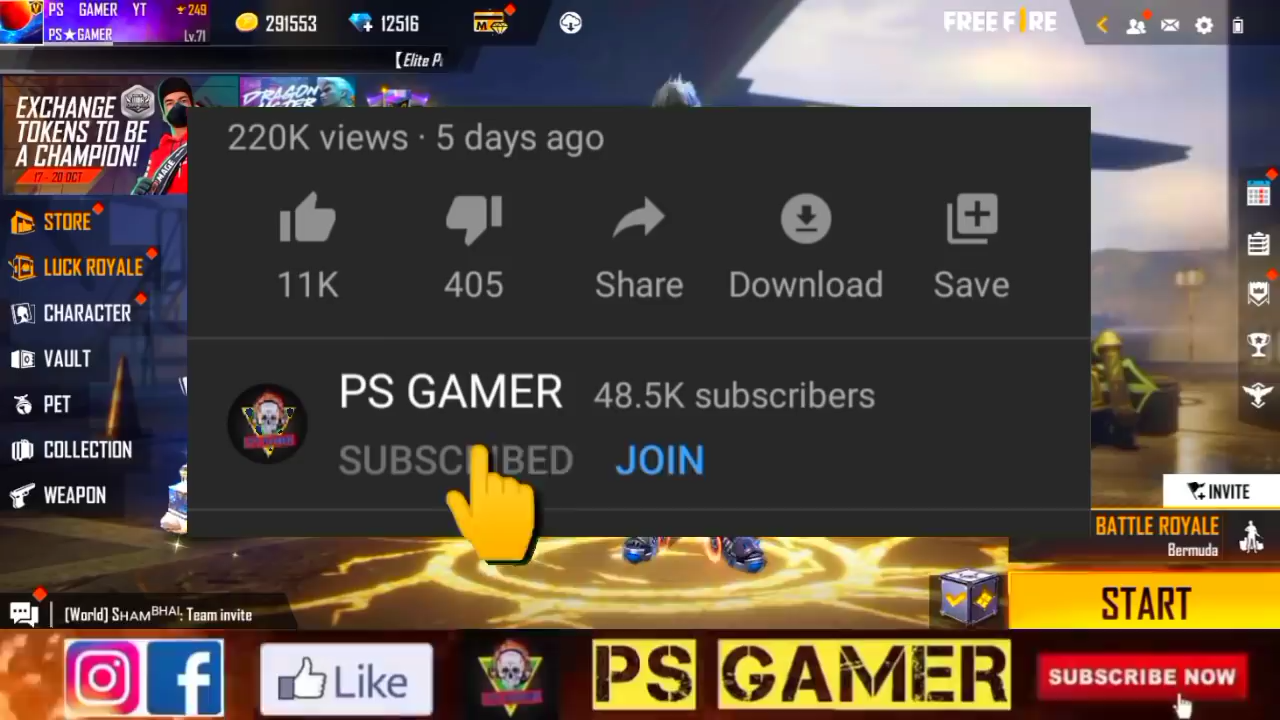 PS GAMER YT
249
PS★GAMER
Lv.71
291553
12516
FREE FIRE
【Elite P
EXCHANGE
TOKENS TO BE
A CHAMPION!
17 - 20 OCT
DRAGON
220K views · 5 days ago
11K
405
Share
Download
Save
PS GAMER
48.5K subscribers
SUBSCRIBED
JOIN
STORE
LUCK ROYALE
CHARACTER
VAULT
PET
COLLECTION
WEAPON
INVITE
BATTLE ROYALE
Bermuda
START
[World] SHAMBHAI: Team invite
Like
PS GAMER
SUBSCRIBE NOW